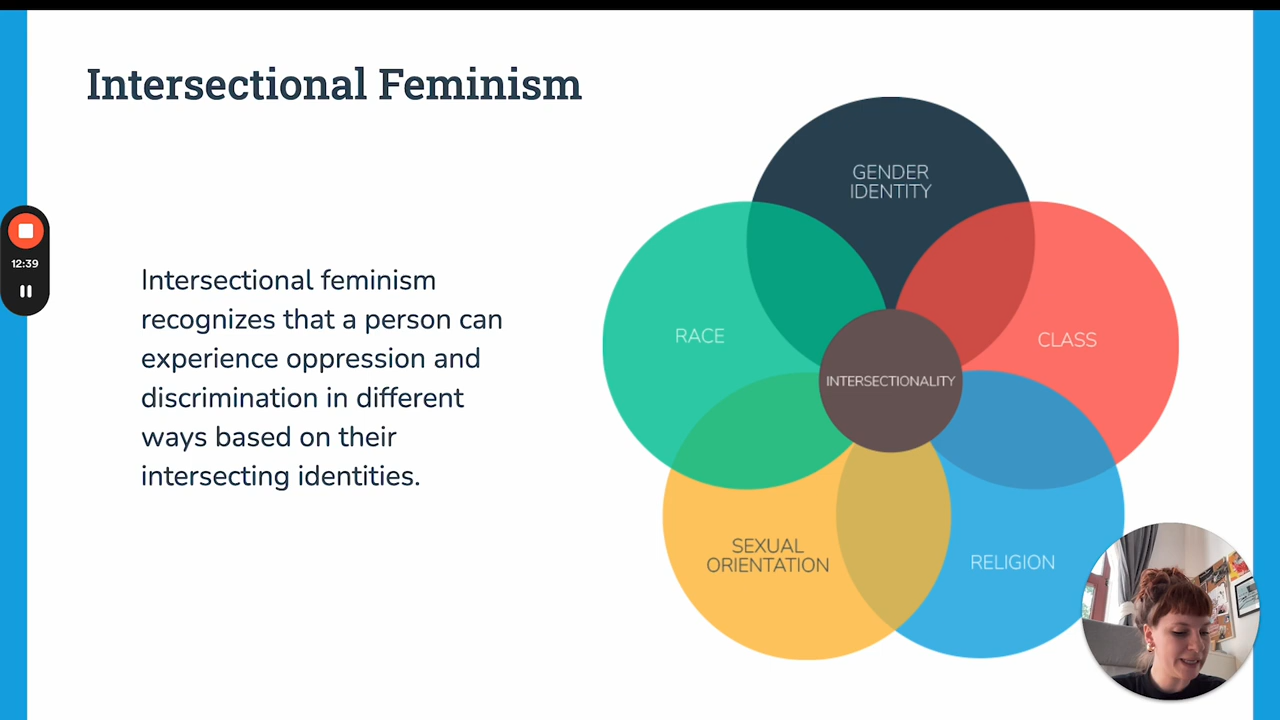 Intersectional Feminism
GENDER
IDENTITY
12:39
Intersectional feminism
recognizes that a person can
experience oppression and
discrimination in different
ways based on their
intersecting identities.
RACE
CLASS
INTERSECTIONALITY
SEXUAL
ORIENTATION
RELIGION